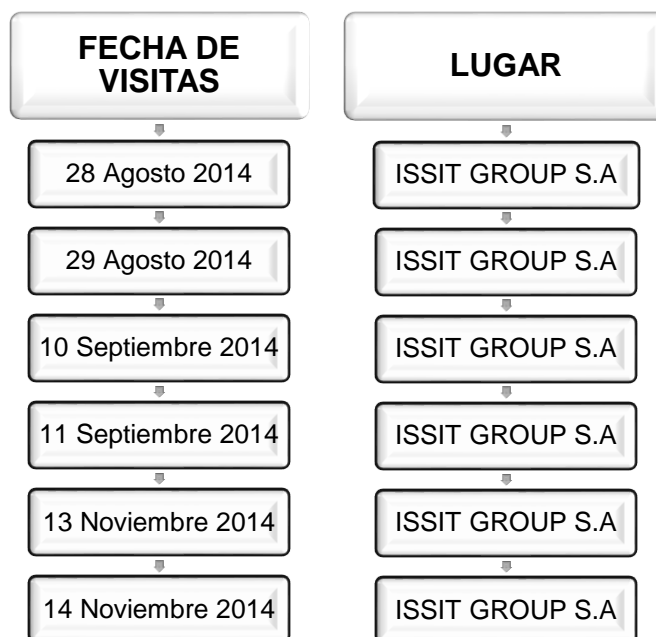 FECHA DE
VISITAS
LUGAR
28 Agosto 2014
ISSIT GROUP S.A
29 Agosto 2014
ISSIT GROUP S.A
10 Septiembre 2014
ISSIT GROUP S.A
11 Septiembre 2014
ISSIT GROUP S.A
13 Noviembre 2014
ISSIT GROUP S.A
14 Noviembre 2014
ISSIT GROUP S.A